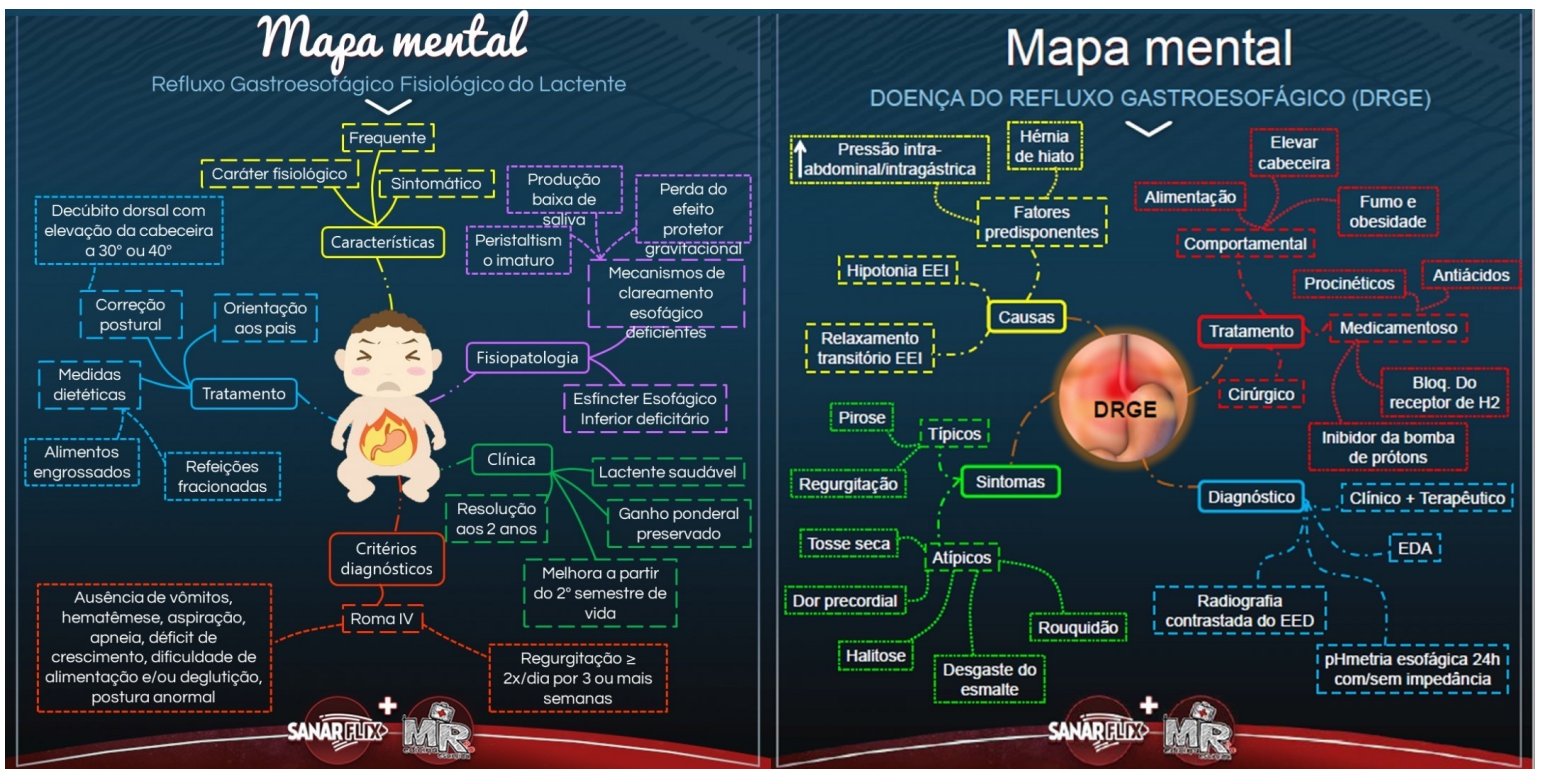 Mapa mental
Refluxo Gastroesofágico Fisiológico do Lactente
Frequente
Caráter fisiológico
Sintomático
Características
Decúbito dorsal com
elevação da cabeceira
a 30º ou 40º
Correção
postural
Orientação
aos pais
Medidas
dietéticas
Tratamento
Alimentos
engrossados
Refeições
fracionadas
Produção
baixa de
saliva
Perda do
efeito
protetor
gravitacional
Peristaltism
o imaturo
Mecanismos de
clareamento
esofágico
deficientes
Fisiopatologia
Esfíncter Esofágico
Inferior deficitário
Clínica
Lactente saudável
Resolução
aos 2 anos
Ganho ponderal
preservado
Melhora a partir
do 2º semestre de
vida
Critérios
diagnósticos
Roma IV
Ausência de vômitos,
hematêmese, aspiração,
apneia, déficit de
crescimento, dificuldade de
alimentação e/ou deglutição,
postura anormal
Regurgitação ≥
2x/dia por 3 ou mais
semanas
SANARFLIX
MR
Mapa mental
DOENÇA DO REFLUXO GASTROESOFÁGICO (DRGE)
Pressão intra-
abdominal/intragástrica
Hérnia
de hiato
Fatores
predisponentes
Hipotonia EEI
Causas
Relaxamento
transitório EEI
Elevar
cabeceira
Alimentação
Fumo e
obesidade
Comportamental
Procinéticos
Antiácidos
Tratamento
Medicamentoso
Cirúrgico
Bloq. Do
receptor de H2
Inibidor da bomba
de prótons
DRGE
Pirose
Típicos
Regurgitação
Sintomas
Tosse seca
Atípicos
Dor precordial
Halitose
Desgaste do
esmalte
Rouquidão
Diagnóstico
Clínico + Terapêutico
EDA
Radiografia
contrastada do EED
pHmetria esofágica 24h
com/sem impedância
SANARFLIX
MR